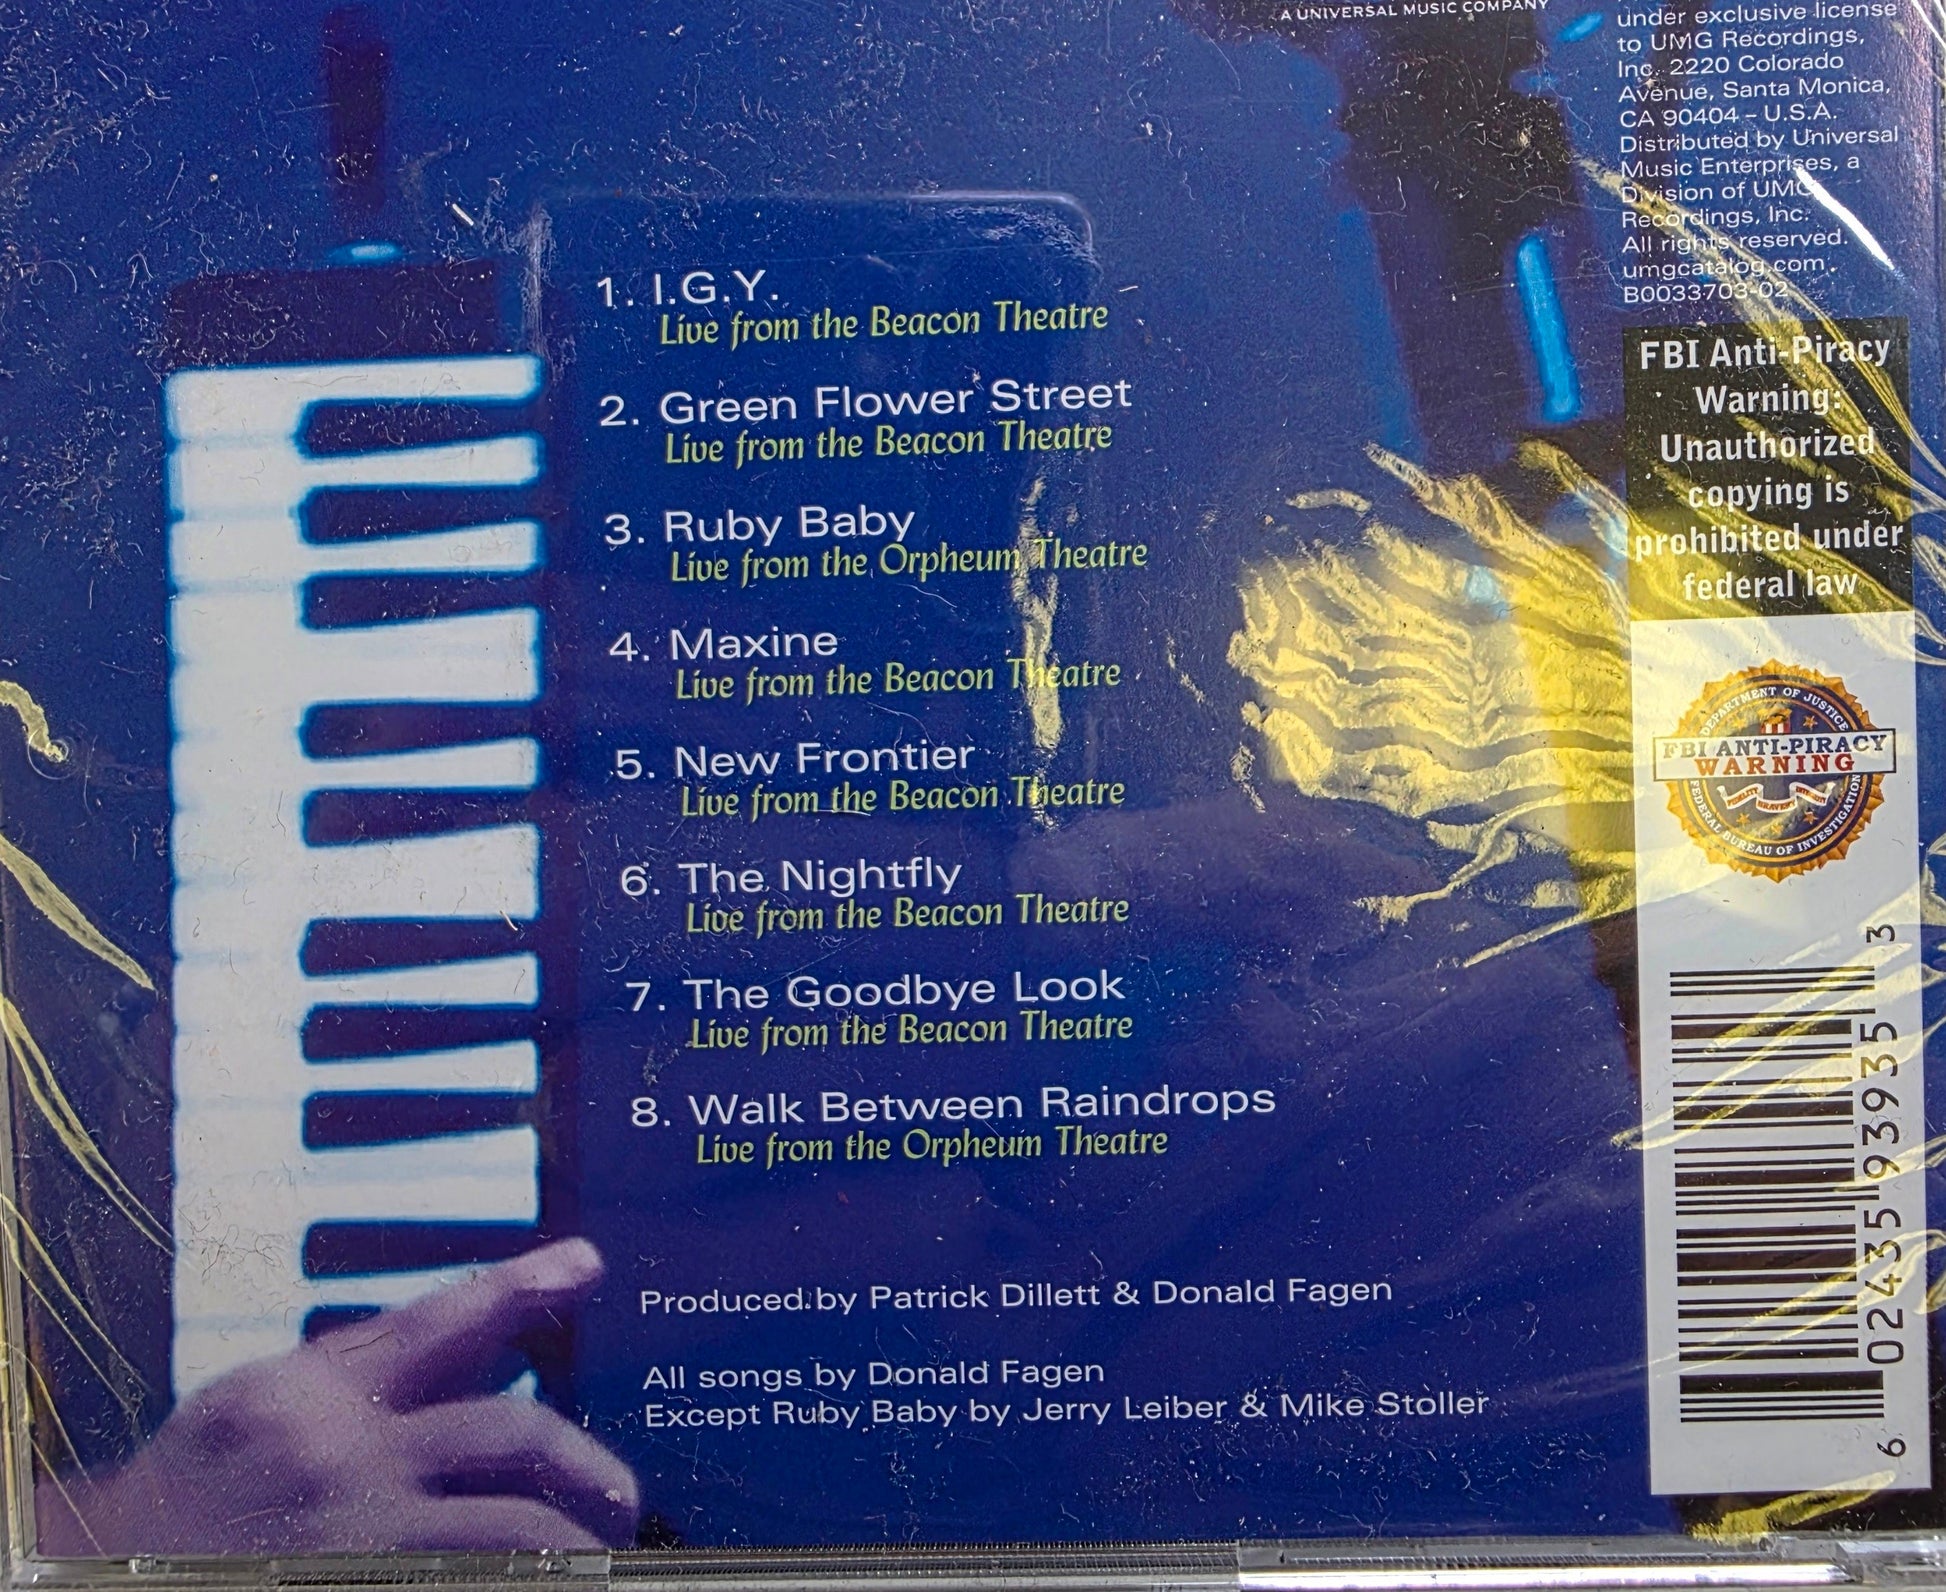 A UNIVERSAL MUSIC COMPANY
under exclusive license
to UMG Recordings,
Inc. 2220 Colorado
Avenue, Santa Monica,
CA 90404 – U.S.A.
Distributed by Universal
Music Enterprises, a
Division of UMG
Recordings, Inc.
All rights reserved.
umgcatalog.com.
B0033703-02
1. I.G.Y.
Live from the Beacon Theatre
2. Green Flower Street
Live from the Beacon Theatre
3. Ruby Baby
Live from the Orpheum Theatre
4. Maxine
Live from the Beacon Theatre
5. New Frontier
Live from the Beacon Theatre
6. The Nightfly
Live from the Beacon Theatre
7. The Goodbye Look
Live from the Beacon Theatre
8. Walk Between Raindrops
Live from the Orpheum Theatre
Produced by Patrick Dillett & Donald Fagen
All songs by Donald Fagen
Except Ruby Baby by Jerry Leiber & Mike Stoller
FBI Anti-Piracy
Warning:
Unauthorized
copying is
prohibited under
federal law
DEPARTMENT OF JUSTICE
FBI ANTI-PIRACY
WARNING
FIDELITY BRAVERY INTEGRITY
FEDERAL BUREAU OF INVESTIGATION
6 02435 93935 3